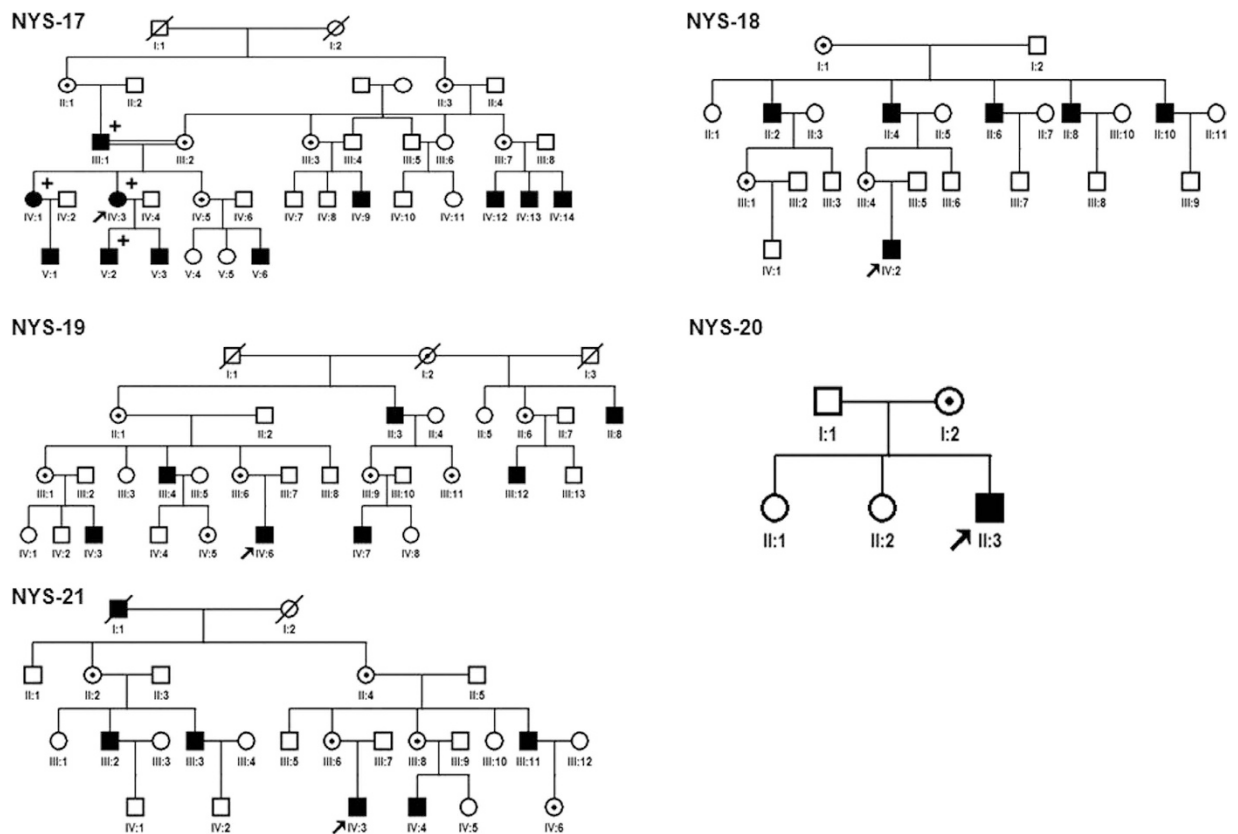 NYS-17
I:1 I:2
II:1 II:2 II:3 II:4
+
III:1 III:2 III:3 III:4 III:5 III:6 III:7 III:8
+ +
IV:1 IV:2 IV:3 IV:4 IV:5 IV:6 IV:7 IV:8 IV:9 IV:10 IV:11 IV:12 IV:13 IV:14
+
V:1 V:2 V:3 V:4 V:5 V:6
NYS-18
I:1 I:2
II:1 II:2 II:3 II:4 II:5 II:6 II:7 II:8 III:10 II:10 II:11
III:1 III:2 III:3 III:4 III:5 III:6 III:7 III:8 III:9
IV:1 IV:2
NYS-19
I:1 I:2 I:3
II:1 II:2 II:3 II:4 II:5 II:6 II:7 II:8
III:1 III:2 III:3 III:4 III:5 III:6 III:7 III:8 III:9 III:10 III:11 III:12 III:13
IV:1 IV:2 IV:3 IV:4 IV:5 IV:6 IV:7 IV:8
NYS-20
I:1 I:2
II:1 II:2 II:3
NYS-21
I:1 I:2
II:1 II:2 II:3 II:4 II:5
III:1 III:2 III:3 III:3 III:4 III:5 III:6 III:7 III:8 III:9 III:10 III:11 III:12
IV:1 IV:2 IV:3 IV:4 IV:5 IV:6